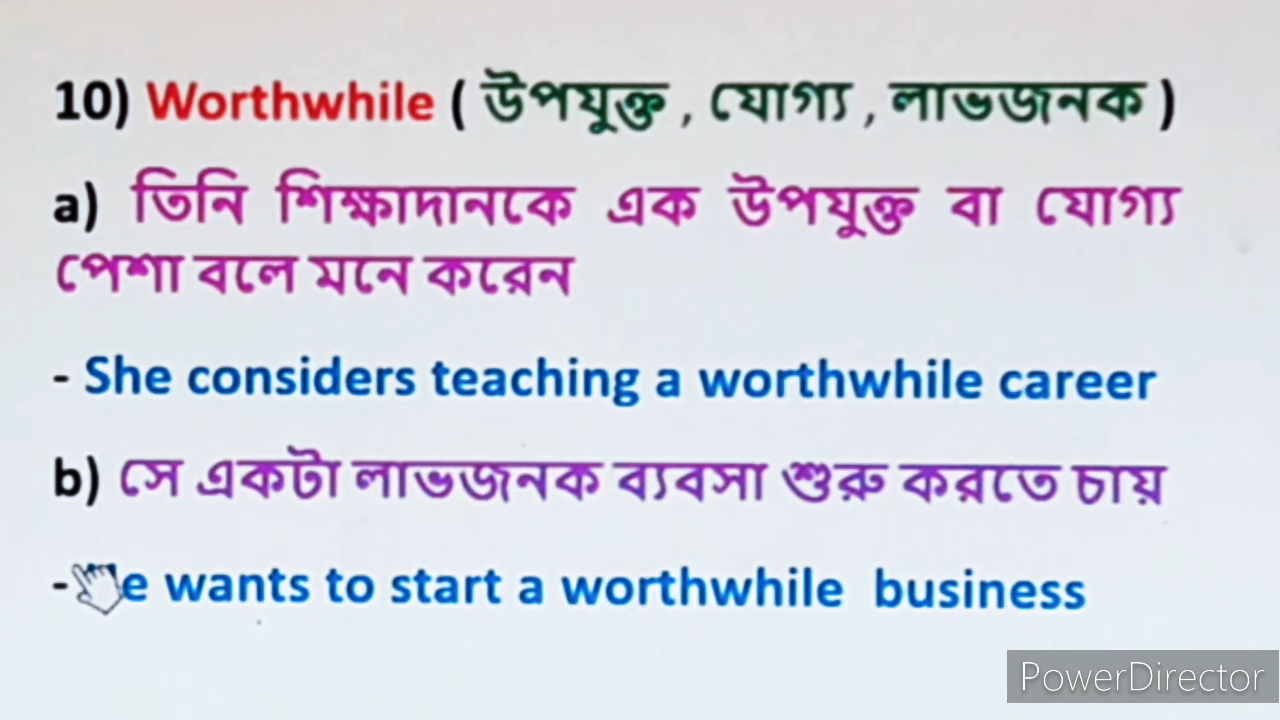 10) Worthwhile ( উপযুক্ত , যোগ্য , লাভজনক )
a) তিনি শিক্ষাদানকে এক উপযুক্ত বা যোগ্য
পেশা বলে মনে করেন
- She considers teaching a worthwhile career
b) সে একটা লাভজনক ব্যবসা শুরু করতে চায়
- wants to start a worthwhile business
PowerDirector